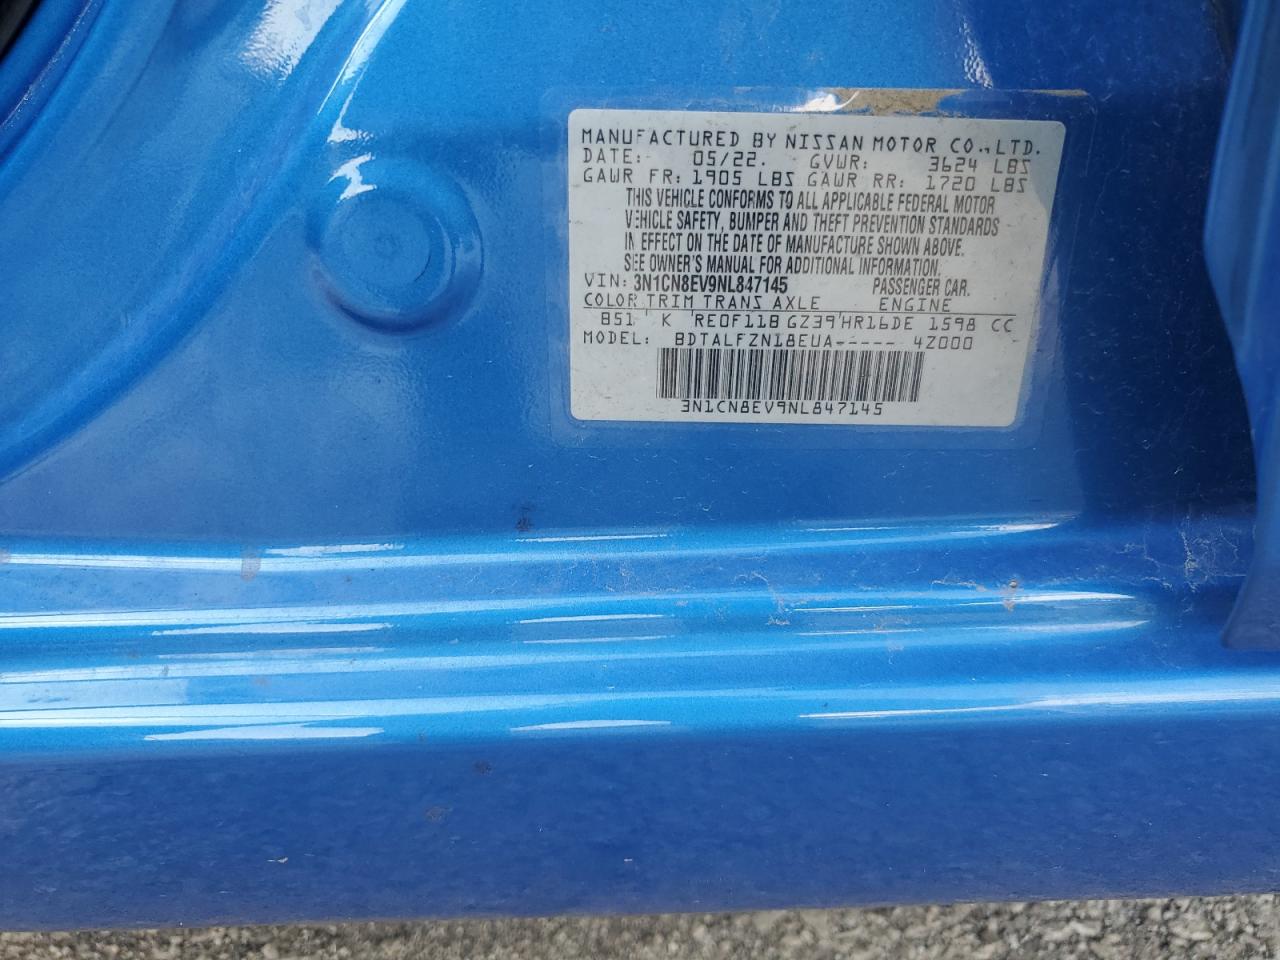 MANUFACTURED BY NISSAN MOTOR CO., LTD.
DATE: 05/22. GVWR: 3624 LBS
GAWR FR: 1905 LBS GAWR RR: 1720 LBS
THIS VEHICLE CONFORMS TO ALL APPLICABLE FEDERAL MOTOR
VEHICLE SAFETY, BUMPER AND THEFT PREVENTION STANDARDS
IN EFFECT ON THE DATE OF MANUFACTURE SHOWN ABOVE.
SEE OWNER'S MANUAL FOR ADDITIONAL INFORMATION.
VIN: 3N1CN8EV9NL847145 PASSENGER CAR.
COLOR TRIM TRANS AXLE ENGINE
B51 K RE0F11B GZ39 HR16DE 1598 CC
MODEL: BDTALFZN18EUA----- 4Z000
3N1CN8EV9NL847145